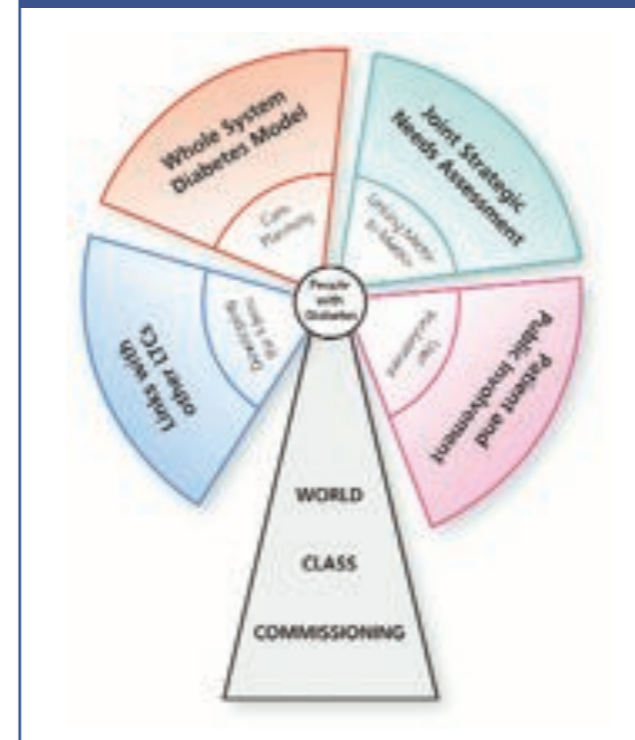 Whole System
Diabetes Model
Care
Planning
Joint Strategic
Needs Assessment
People
with
Diabetes
Links with
other LTCs
User
Patient and
Public Involvement
WORLD
CLASS
COMMISSIONING